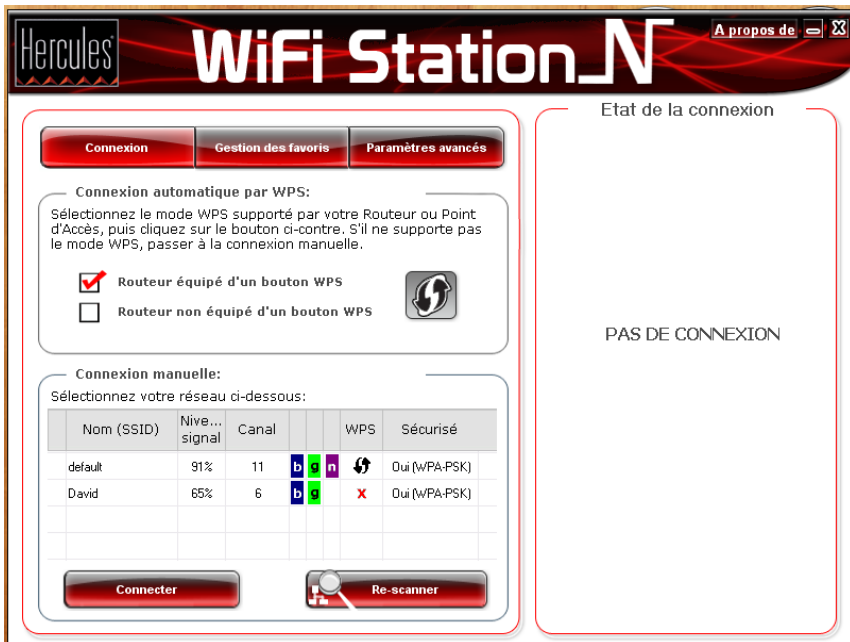 Hercules
WiFi Station_N
A propos de
Connexion
Gestion des favoris
Paramètres avancés
Connexion automatique par WPS:
Sélectionnez le mode WPS supporté par votre Routeur ou Point
d'Accès, puis cliquez sur le bouton ci-contre. S'il ne supporte pas
le mode WPS, passer à la connexion manuelle.
Routeur équipé d'un bouton WPS
Routeur non équipé d'un bouton WPS
Connexion manuelle:
Sélectionnez votre réseau ci-dessous:
Nom (SSID) Nive... signal Canal WPS Sécurisé
default 91% 11 b g n Oui (WPA-PSK)
David 65% 6 b g x Oui (WPA-PSK)
Connecter
Re-scanner
Etat de la connexion
PAS DE CONNEXION